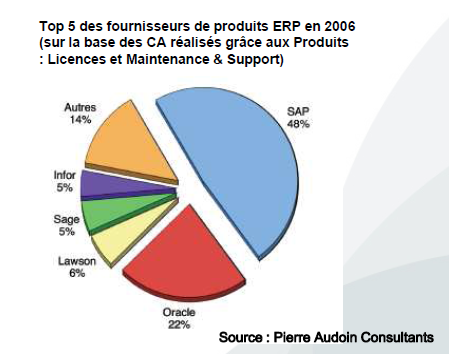 Top 5 des fournisseurs de produits ERP en 2006
(sur la base des CA réalisés grâce aux Produits
: Licences et Maintenance & Support)
Autres
14%
SAP
48%
Infor
5%
Sage
5%
Lawson
6%
Oracle
22%
Source : Pierre Audoin Consultants